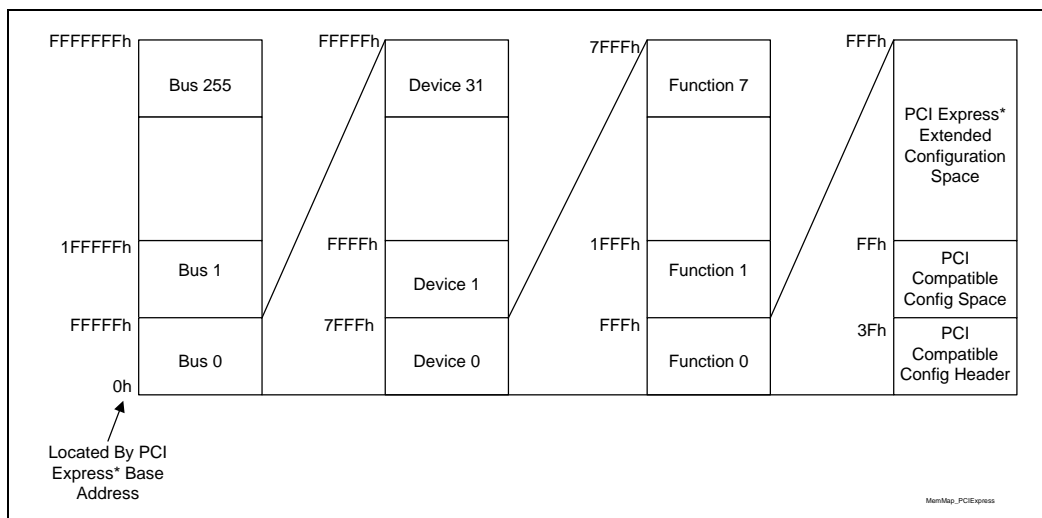 FFFFFFFh
FFFFFh
7FFFh
FFFh
Bus 255
Device 31
Function 7
PCI Express*
Extended
Configuration
Space
1FFFFFh
FFFFh
1FFFh
FFh
Bus 1
Device 1
Function 1
PCI
Compatible
Config Space
FFFFFh
7FFFh
FFFh
3Fh
Bus 0
Device 0
Function 0
PCI
Compatible
Config Header
0h
Located By PCI
Express* Base
Address
MemMap_PCIExpress